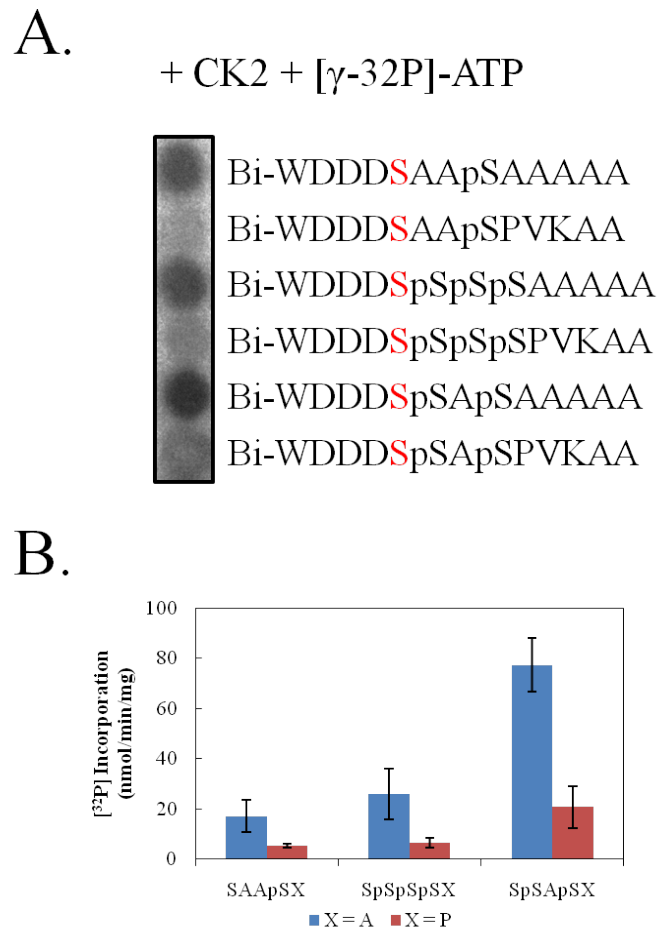 A.
+ CK2 + [γ-32P]-ATP
Bi-WDDDSAApSAAAAA
Bi-WDDDSAApSPVKAA
Bi-WDDDSpSpSpSAAAAA
Bi-WDDDSpSpSpSPVKAA
Bi-WDDDSpSApSAAAAA
Bi-WDDDSpSApSPVKAA
B.
[³²P] Incorporation
(nmol/min/mg)
100
80
60
40
20
0
SAApSX
SpSpSpSX
SpSApSX
X = A
X = P